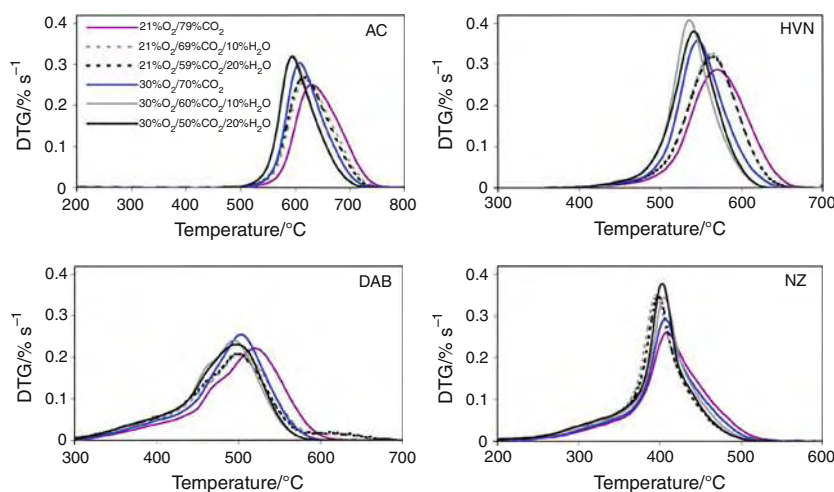 AC
21%O₂/79%CO₂
21%O₂/69%CO₂/10%H₂O
21%O₂/59%CO₂/20%H₂O
30%O₂/70%CO₂
30%O₂/60%CO₂/10%H₂O
30%O₂/50%CO₂/20%H₂O
DTG/% s⁻¹
0.4
0.3
0.2
0.1
0
200 300 400 500 600 700 800
Temperature/°C
HVN
DTG/% s⁻¹
0.4
0.3
0.2
0.1
0
300 400 500 600 700
Temperature/°C
DAB
DTG/% s⁻¹
0.4
0.3
0.2
0.1
0
300 400 500 600 700
Temperature/°C
NZ
DTG/% s⁻¹
0.4
0.3
0.2
0.1
0
200 300 400 500 600
Temperature/°C